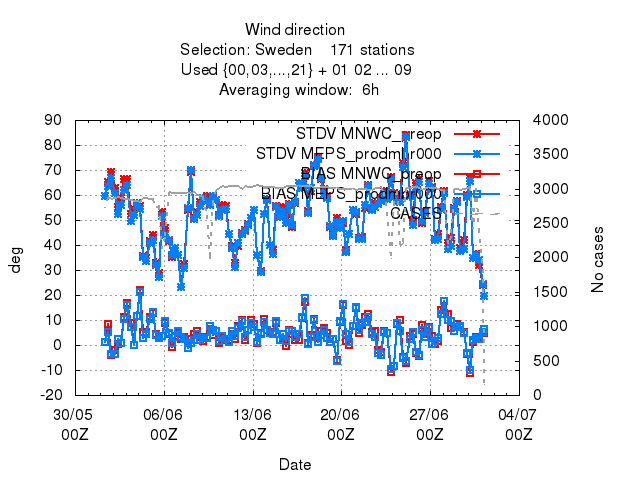 Wind direction
Selection: Sweden 171 stations
Used {00,03,...,21} + 01 02 ... 09
Averaging window: 6h
90 4000
80 3500
70 3000
60 2500
50 2000
40 1500
30 1000
20 500
10 0
0
-10
-20
deg
No cases
STDV MNWC_preop
STDV MEPS_prodmbr000
BIAS MNWC_preop
BIAS MEPS_prodmbr000
CASES
30/05 06/06 13/06 20/06 27/06 04/07
00Z 00Z 00Z 00Z 00Z 00Z
Date